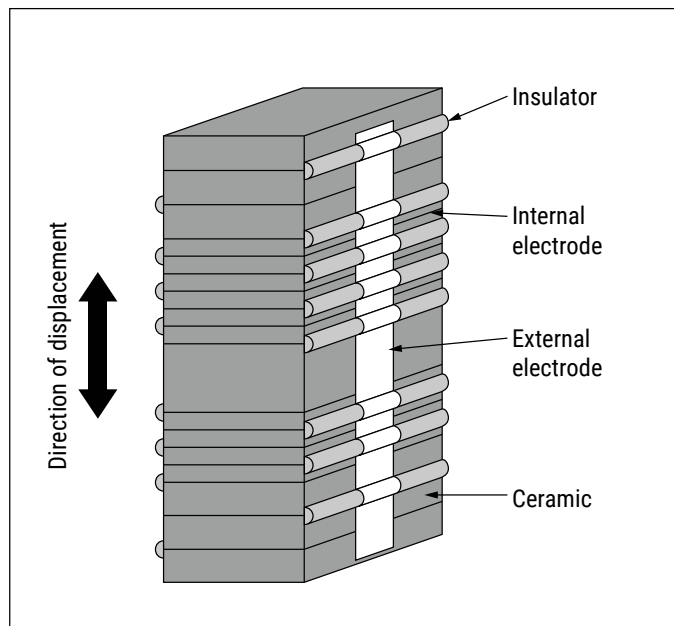 Insulator
Internal
electrode
Direction of displacement
External
electrode
Ceramic